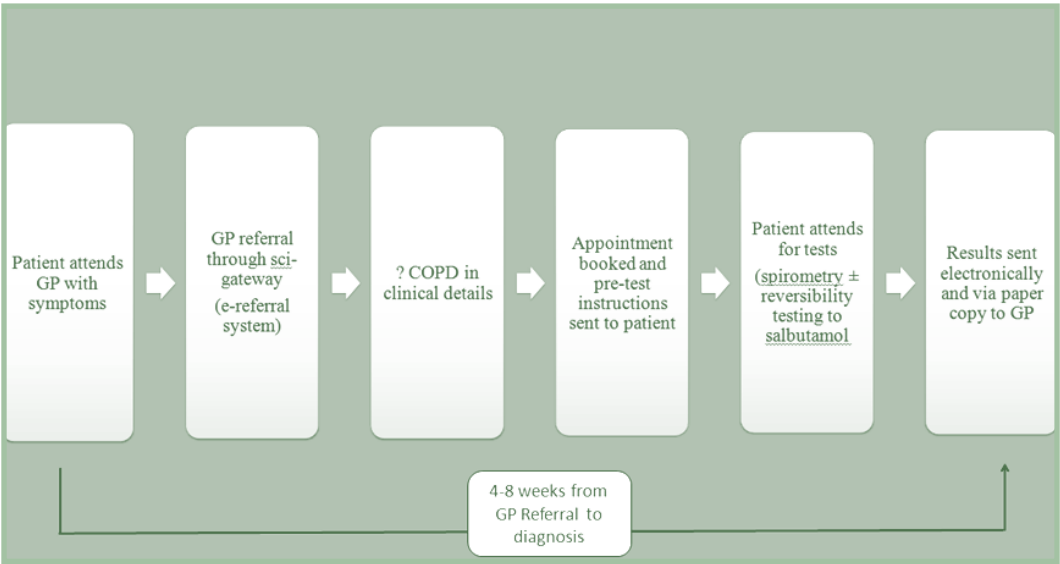 Patient attends
GP with
symptoms
GP referral
through sci-
gateway
(e-referral
system)
? COPD in
clinical details
Appointment
booked and
pre-test
instructions
sent to patient
Patient attends
for tests
(spirometry ±
reversibility
testing to
salbutamol
Results sent
electronically
and via paper
copy to GP
4-8 weeks from
GP Referral to
diagnosis